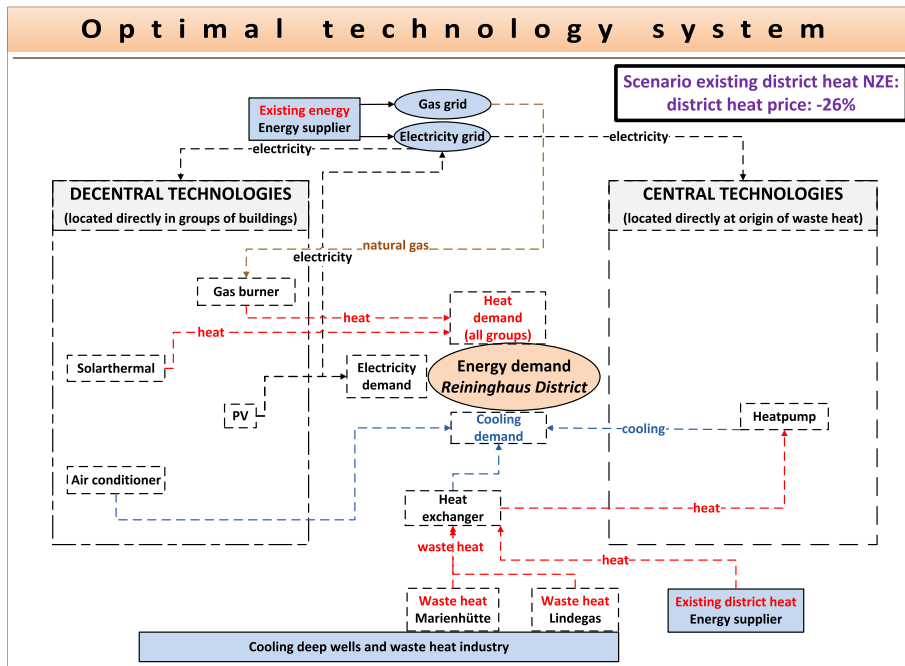 Optimal technology system
Scenario existing district heat NZE:
district heat price: -26%
Existing energy
Energy supplier
Gas grid
Electricity grid
electricity
electricity
DECENTRAL TECHNOLOGIES
(located directly in groups of buildings)
CENTRAL TECHNOLOGIES
(located directly at origin of waste heat)
natural gas
electricity
Gas burner
Heat
demand
(all groups)
heat
heat
Solarthermal
Electricity
demand
Energy demand
Reininghaus District
PV
Cooling
demand
cooling
Heatpump
Air conditioner
Heat
exchanger
heat
waste heat
heat
Waste heat
Marienhütte
Waste heat
Lindegas
Existing district heat
Energy supplier
Cooling deep wells and waste heat industry